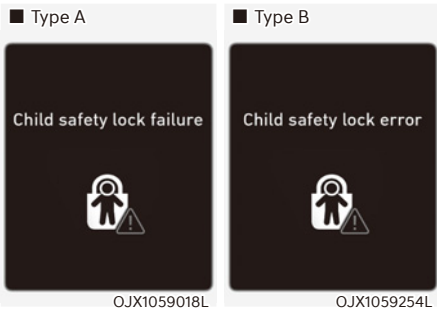 ■ Type A
Child safety lock failure
OJX1059018L
■ Type B
Child safety lock error
OJX1059254L